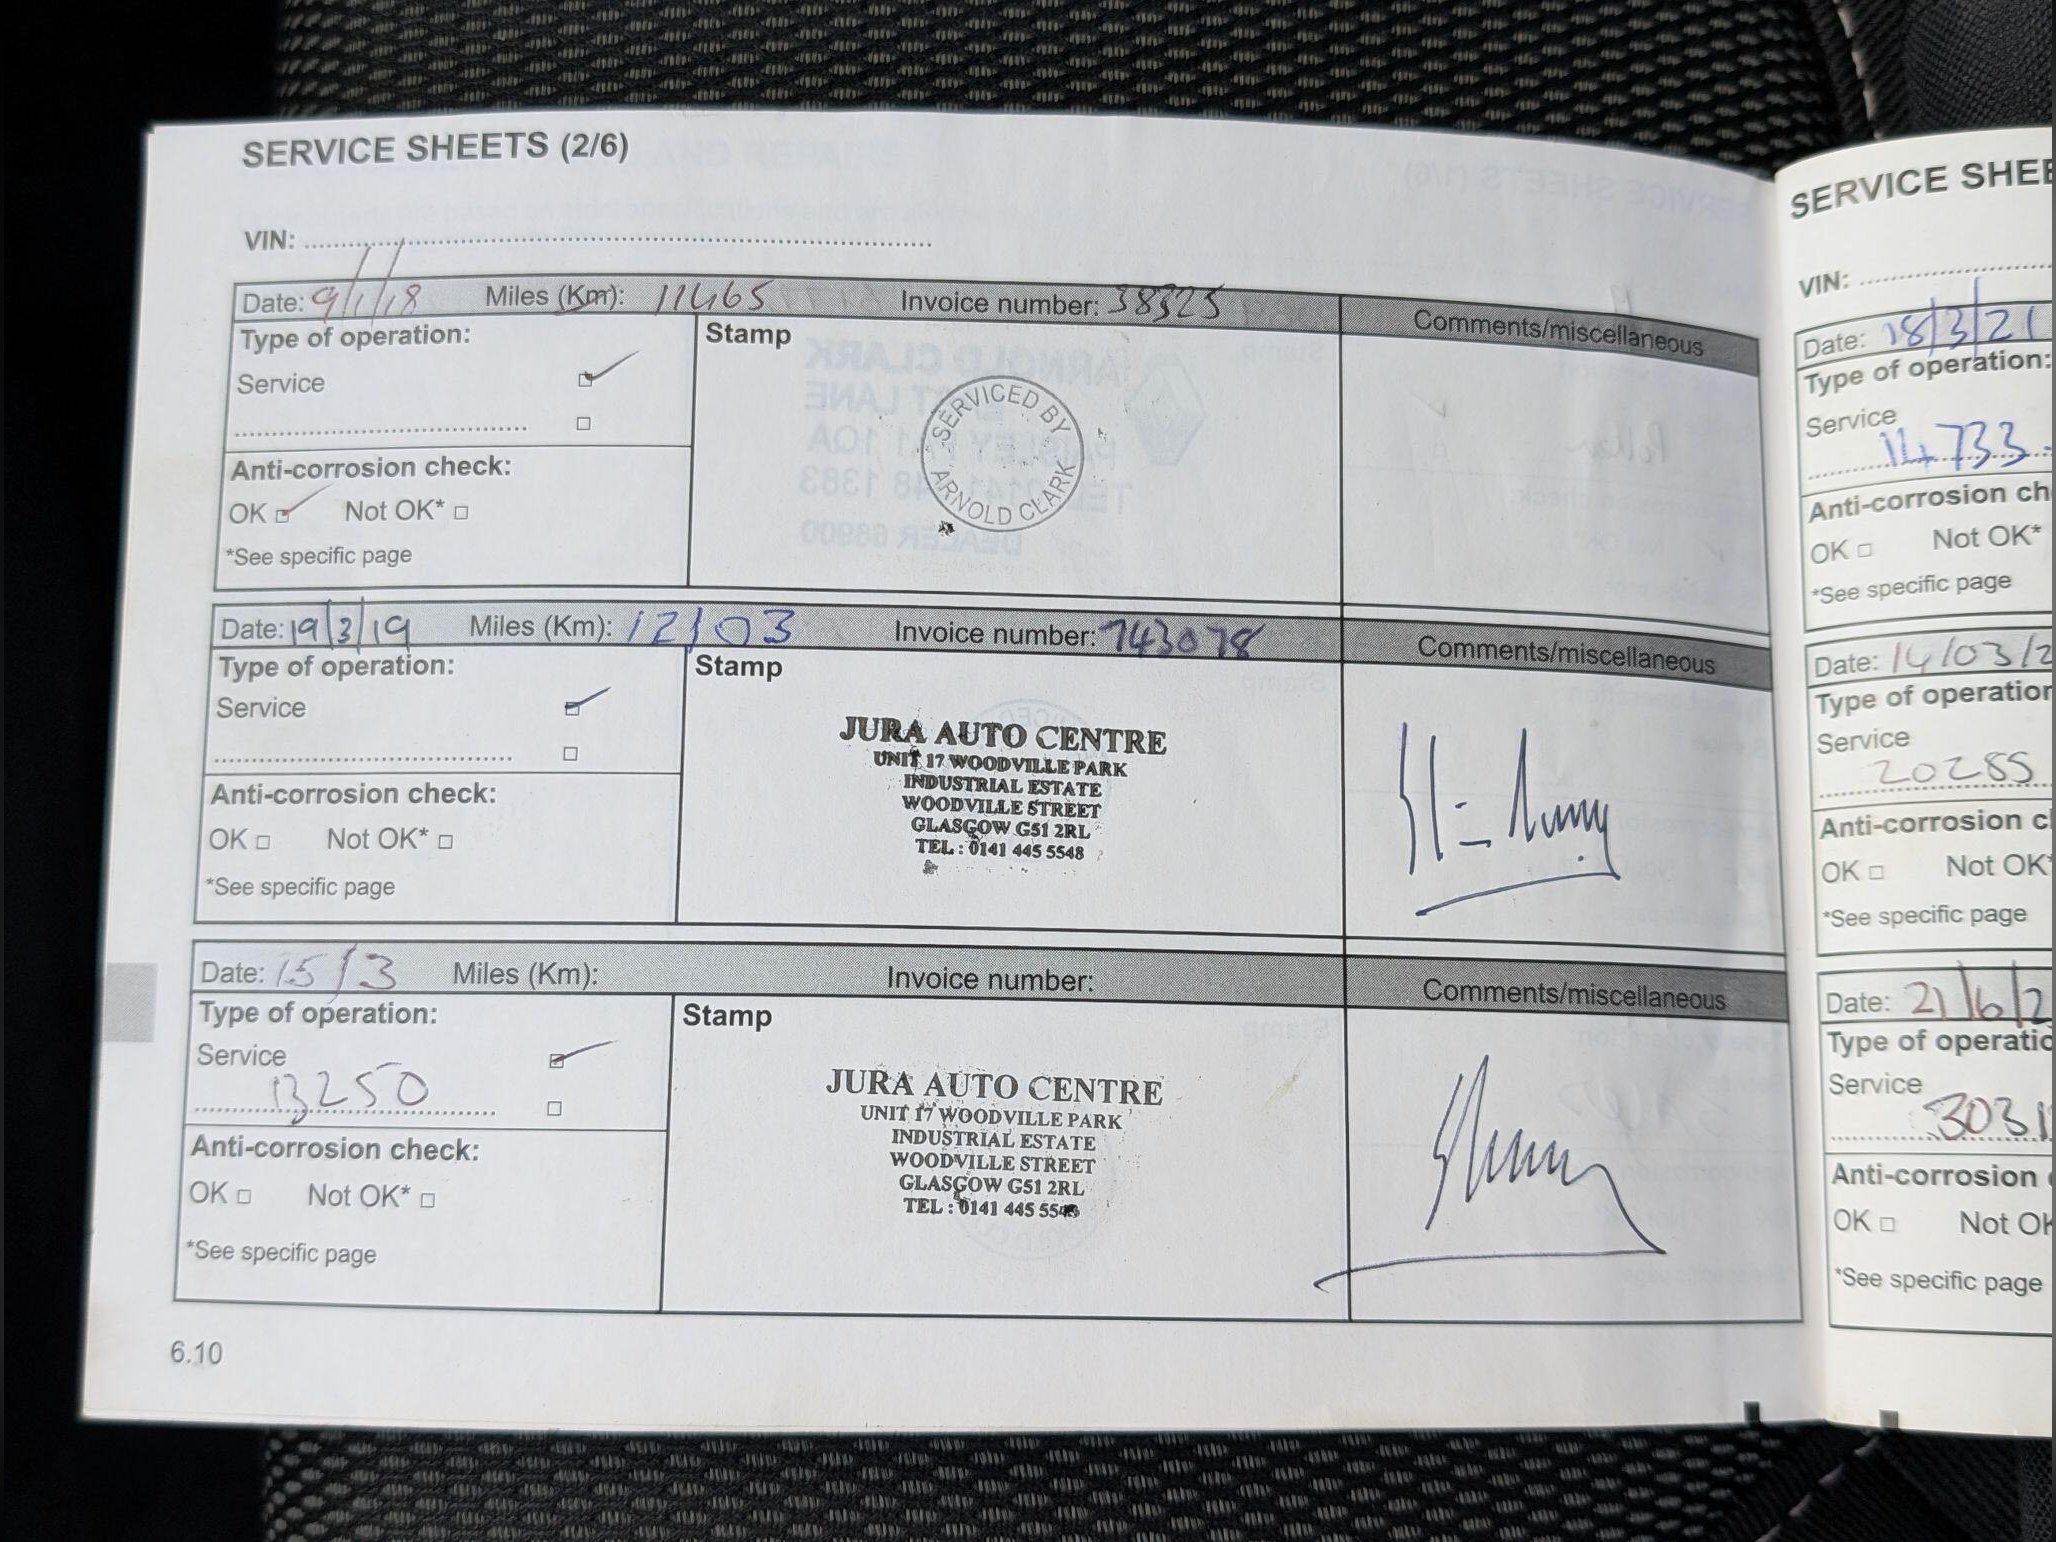 SERVICE SHEETS (2/6)
VIN:
Date: 9/1/18 Miles (Km): 11465 Invoice number: 38325 Comments/miscellaneous
Type of operation:
Service
Stamp
SERVICED BY
ARNOLD CLARK
Anti-corrosion check:
OK Not OK*
*See specific page
Date: 19/3/19 Miles (Km): 12103 Invoice number: 743078 Comments/miscellaneous
Type of operation:
Service
Stamp
JURA AUTO CENTRE
UNIT 17 WOODVILLE PARK
INDUSTRIAL ESTATE
WOODVILLE STREET
GLASGOW G51 2RL
TEL : 0141 445 5548
Anti-corrosion check:
OK Not OK*
*See specific page
Date: 15/3 Miles (Km): Invoice number: Comments/miscellaneous
Type of operation:
Service
13250
Stamp
JURA AUTO CENTRE
UNIT 17 WOODVILLE PARK
INDUSTRIAL ESTATE
WOODVILLE STREET
GLASGOW G51 2RL
TEL : 0141 445 5548
Anti-corrosion check:
OK Not OK*
*See specific page
6.10
SERVICE SHEE
VIN:
Date: 18/3/21
Type of operation:
Service
14733
Anti-corrosion ch
OK Not OK*
*See specific page
Date: 14/03/2
Type of operation
Service
20285
Anti-corrosion c
OK Not OK*
*See specific page
Date: 21/6/2
Type of operatio
Service
3031
Anti-corrosion
OK Not OK
*See specific page